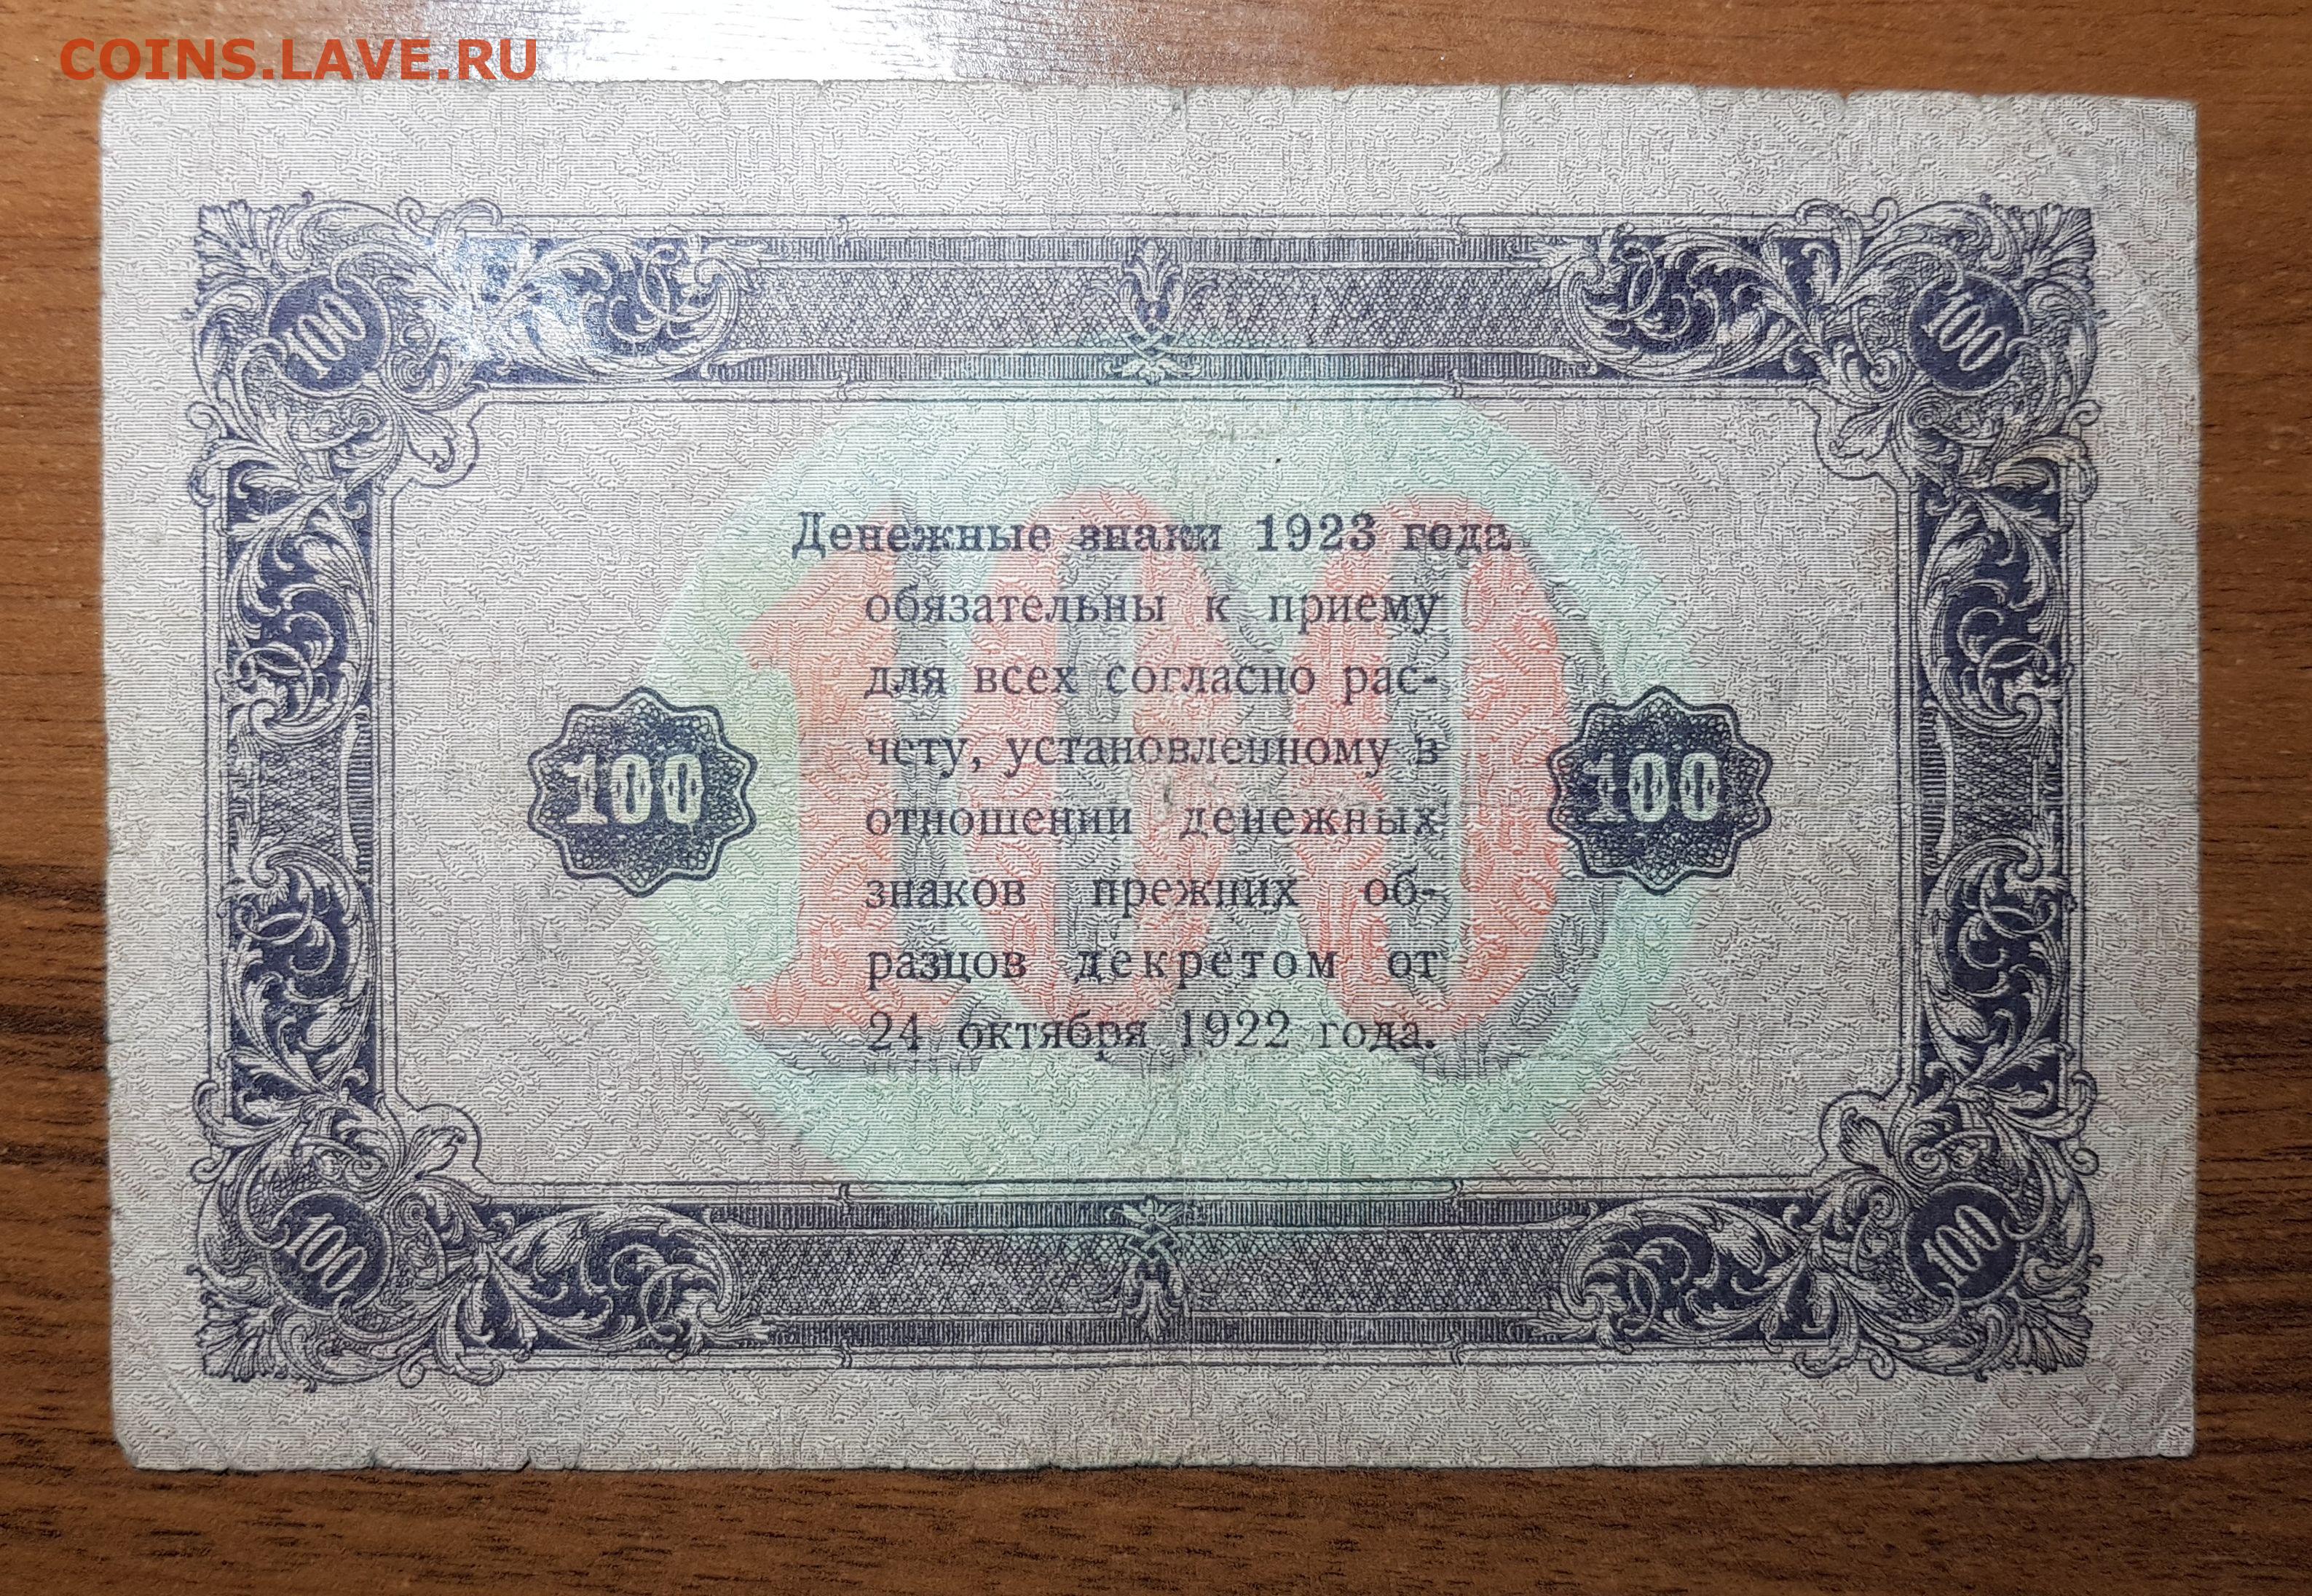 COINS.LAVE.RU
100 100
Денежные знаки 1923 года
обязательны к приему
для всех согласно рас-
чету, установленному в
100 100 100
отношении денежных
знаков прежних об-
разцов декретом от
24 октября 1922 года.
100 100